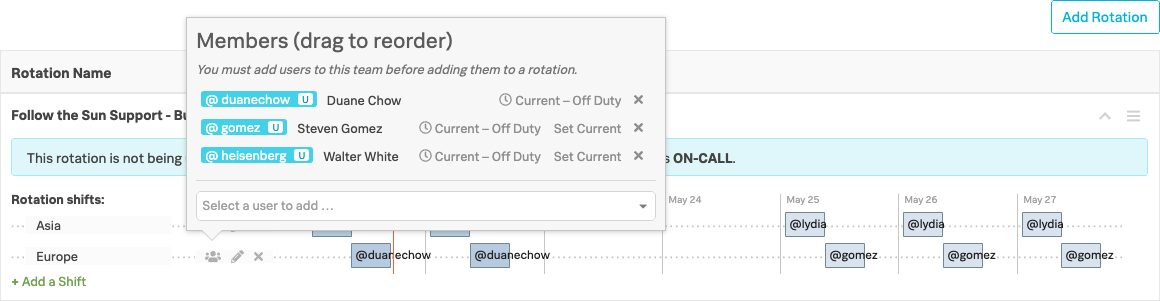 Add Rotation
Members (drag to reorder)
You must add users to this team before adding them to a rotation.
Rotation Name
@ duanechow U Duane Chow Current – Off Duty ×
Follow the Sun Support - Bu
@ gomez U Steven Gomez Current – Off Duty Set Current ×
@ heisenberg U Walter White Current – Off Duty Set Current ×
This rotation is not being s ON-CALL.
Rotation shifts:
Select a user to add ...
May 24 May 25 May 26 May 27
Asia @lydia @lydia @lydia
Europe @duanechow @duanechow @gomez @gomez @gomez
+ Add a Shift